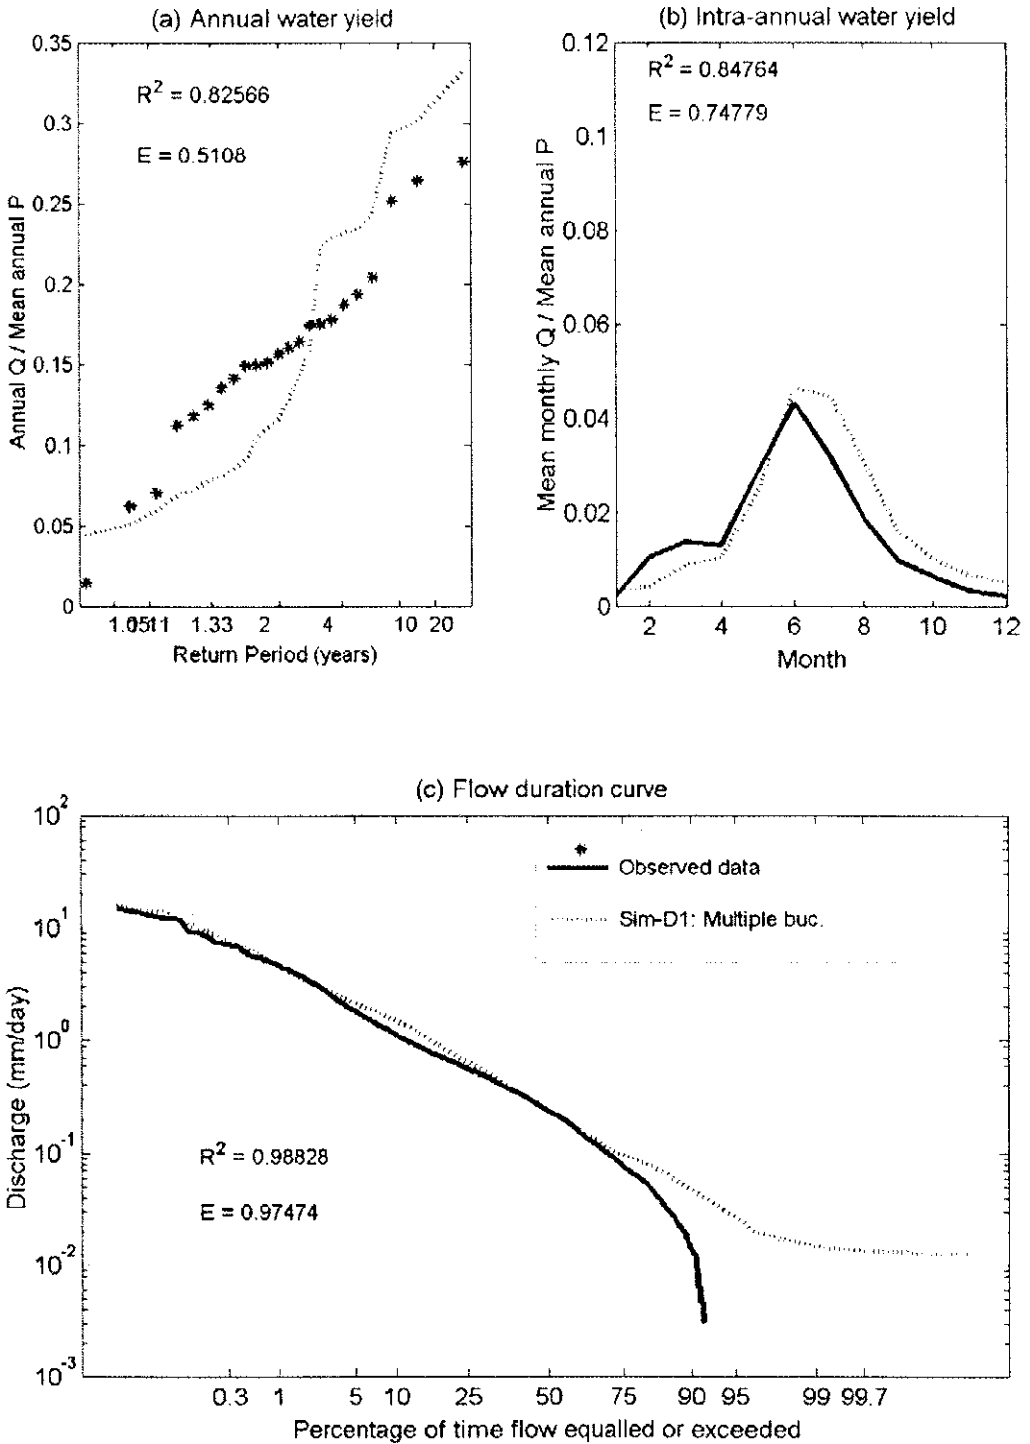 (a) Annual water yield
0.35
0.3
0.25
0.2
0.15
0.1
0.05
0
R² = 0.82566
E = 0.5108
Annual Q / Mean annual P
1.05 1.11 1.33 2 4 10 20
Return Period (years)
(b) Intra-annual water yield
0.12
0.1
0.08
0.06
0.04
0.02
0
R² = 0.84764
E = 0.74779
Mean monthly Q / Mean annual P
2 4 6 8 10 12
Month
(c) Flow duration curve
10²
10¹
10⁰
10⁻¹
10⁻²
10⁻³
Discharge (mm/day)
Observed data
Sim-D1: Multiple buc.
R² = 0.98828
E = 0.97474
0.3 1 5 10 25 50 75 90 95 99 99.7
Percentage of time flow equalled or exceeded